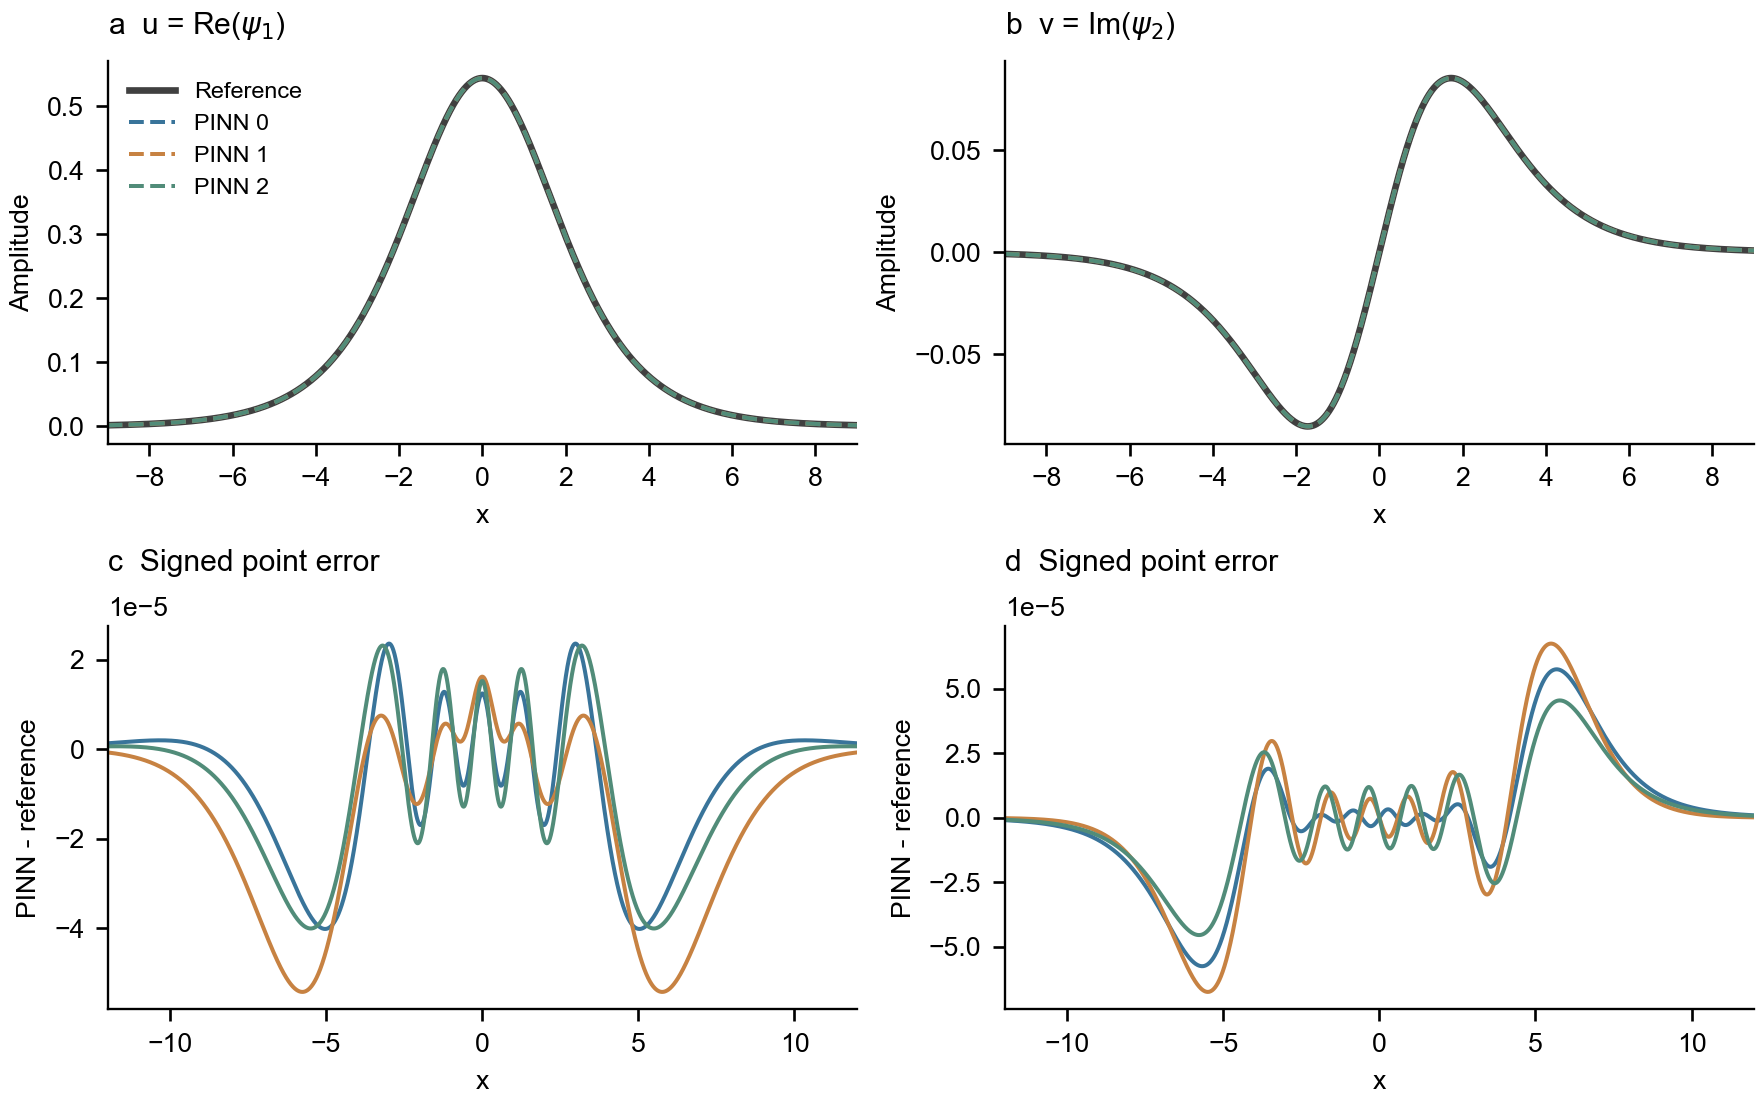 a u = Re(ψ₁)
0.5
0.4
0.3
0.2
0.1
0.0
Amplitude
Reference
PINN 0
PINN 1
PINN 2
−8 −6 −4 −2 0 2 4 6 8
x
b v = Im(ψ₂)
0.05
0.00
−0.05
Amplitude
−8 −6 −4 −2 0 2 4 6 8
x
c Signed point error
1e−5
2
0
−2
−4
PINN - reference
−10 −5 0 5 10
x
d Signed point error
1e−5
5.0
2.5
0.0
−2.5
−5.0
PINN - reference
−10 −5 0 5 10
x